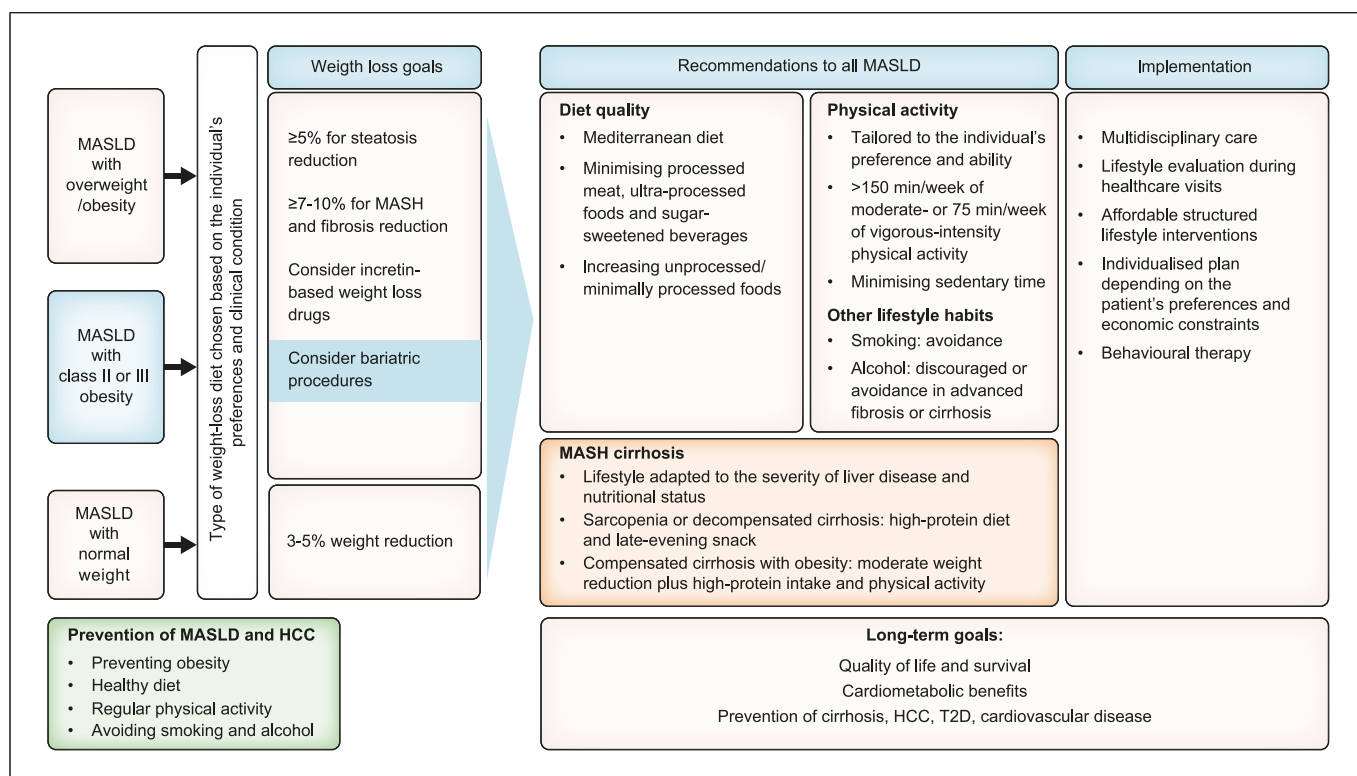 Weigth loss goals
Recommendations to all MASLD
Implementation
MASLD
with
overweight
/obesity
MASLD
with
class II or III
obesity
MASLD
with
normal
weight
Type of weight-loss diet chosen based on the individual's
preferences and clinical condition
≥5% for steatosis
reduction
≥7-10% for MASH
and fibrosis reduction
Consider incretin-
based weight loss
drugs
Consider bariatric
procedures
3-5% weight reduction
Diet quality
• Mediterranean diet
• Minimising processed
meat, ultra-processed
foods and sugar-
sweetened beverages
• Increasing unprocessed/
minimally processed foods
Physical activity
• Tailored to the individual's
preference and ability
• >150 min/week of
moderate- or 75 min/week
of vigorous-intensity
physical activity
• Minimising sedentary time
Other lifestyle habits
• Smoking: avoidance
• Alcohol: discouraged or
avoidance in advanced
fibrosis or cirrhosis
MASH cirrhosis
• Lifestyle adapted to the severity of liver disease and
nutritional status
• Sarcopenia or decompensated cirrhosis: high-protein diet
and late-evening snack
• Compensated cirrhosis with obesity: moderate weight
reduction plus high-protein intake and physical activity
• Multidisciplinary care
• Lifestyle evaluation during
healthcare visits
• Affordable structured
lifestyle interventions
• Individualised plan
depending on the
patient's preferences and
economic constraints
• Behavioural therapy
Prevention of MASLD and HCC
• Preventing obesity
• Healthy diet
• Regular physical activity
• Avoiding smoking and alcohol
Long-term goals:
Quality of life and survival
Cardiometabolic benefits
Prevention of cirrhosis, HCC, T2D, cardiovascular disease